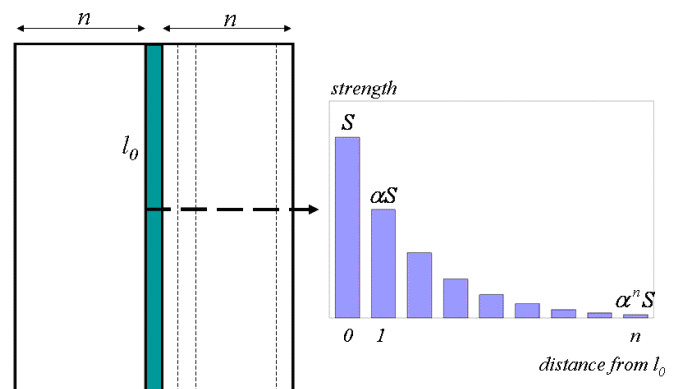 n n
l₀
strength
S
αS
αⁿS
0 1 n
distance from l₀